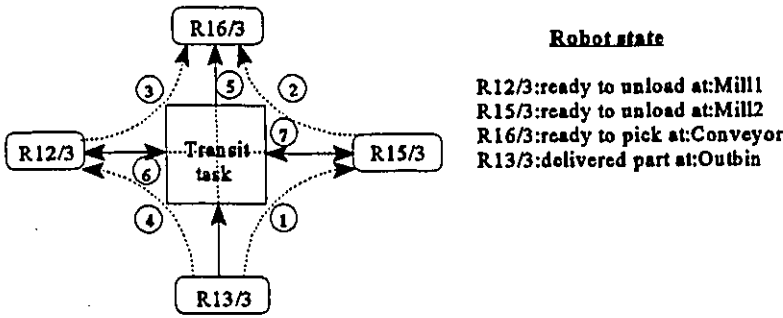 R16/3
Robot state
R12/3:ready to unload at:Mill1
R15/3:ready to unload at:Mill2
R16/3:ready to pick at:Conveyor
R13/3:delivered part at:Outbin
3
5
2
R12/3
Transit
task
7
R15/3
6
4
1
R13/3